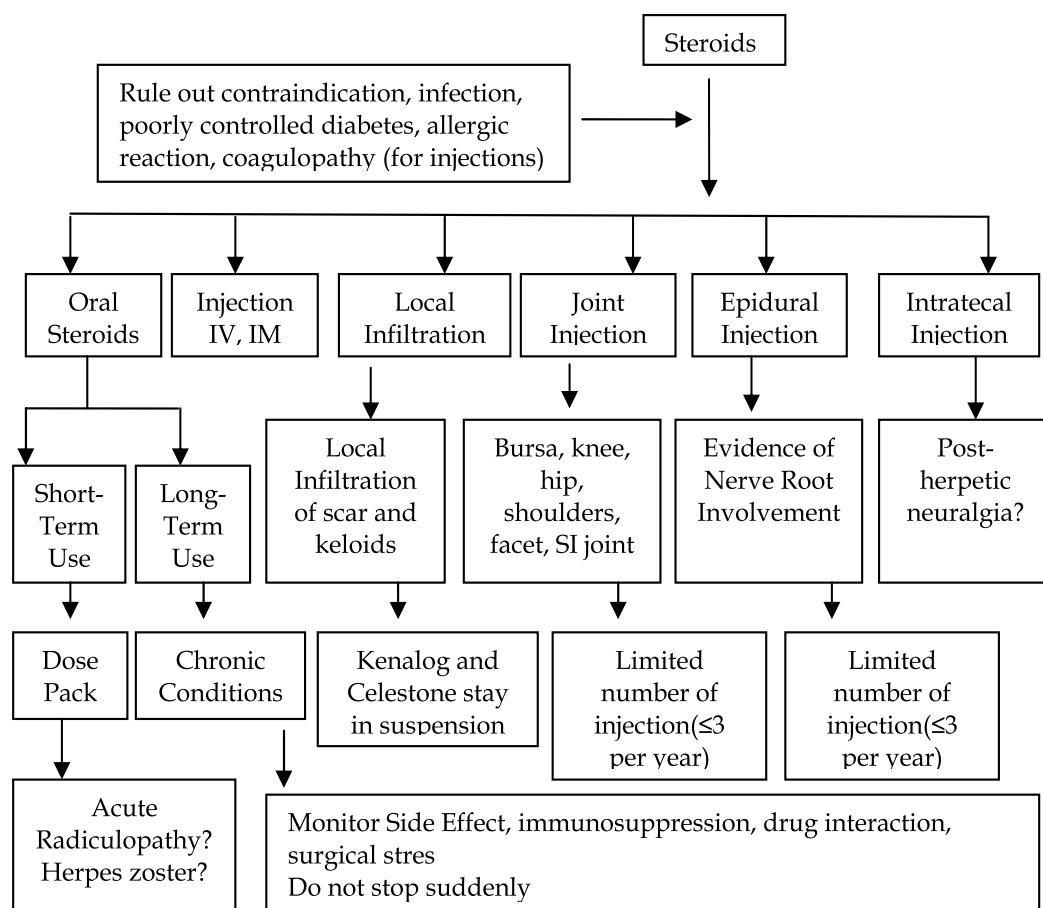 Steroids
Rule out contraindication, infection,
poorly controlled diabetes, allergic
reaction, coagulopathy (for injections)
Oral
Steroids
Injection
IV, IM
Local
Infiltration
Joint
Injection
Epidural
Injection
Intratecal
Injection
Short-
Term
Use
Long-
Term
Use
Local
Infiltration
of scar and
keloids
Bursa, knee,
hip,
shoulders,
facet, SI joint
Evidence of
Nerve Root
Involvement
Post-
herpetic
neuralgia?
Dose
Pack
Chronic
Conditions
Kenalog and
Celestone stay
in suspension
Limited
number of
injection(≤3
per year)
Limited
number of
injection(≤3
per year)
Acute
Radiculopathy?
Herpes zoster?
Monitor Side Effect, immunosuppression, drug interaction,
surgical stres
Do not stop suddenly